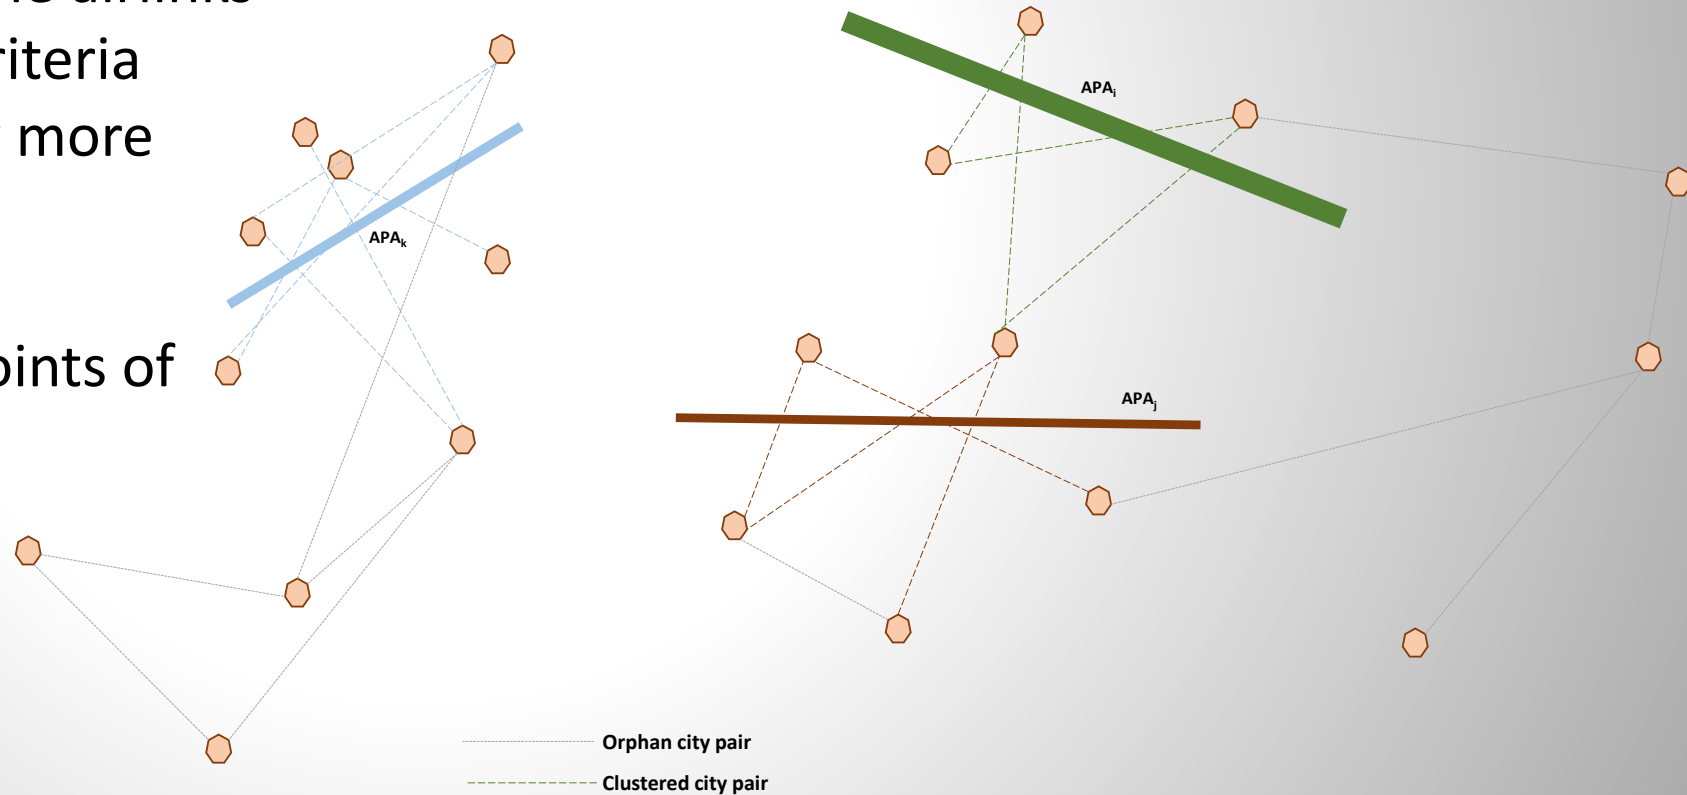 riteria
more
oints of
APAi
APAk
APAj
Orphan city pair
Clustered city pair